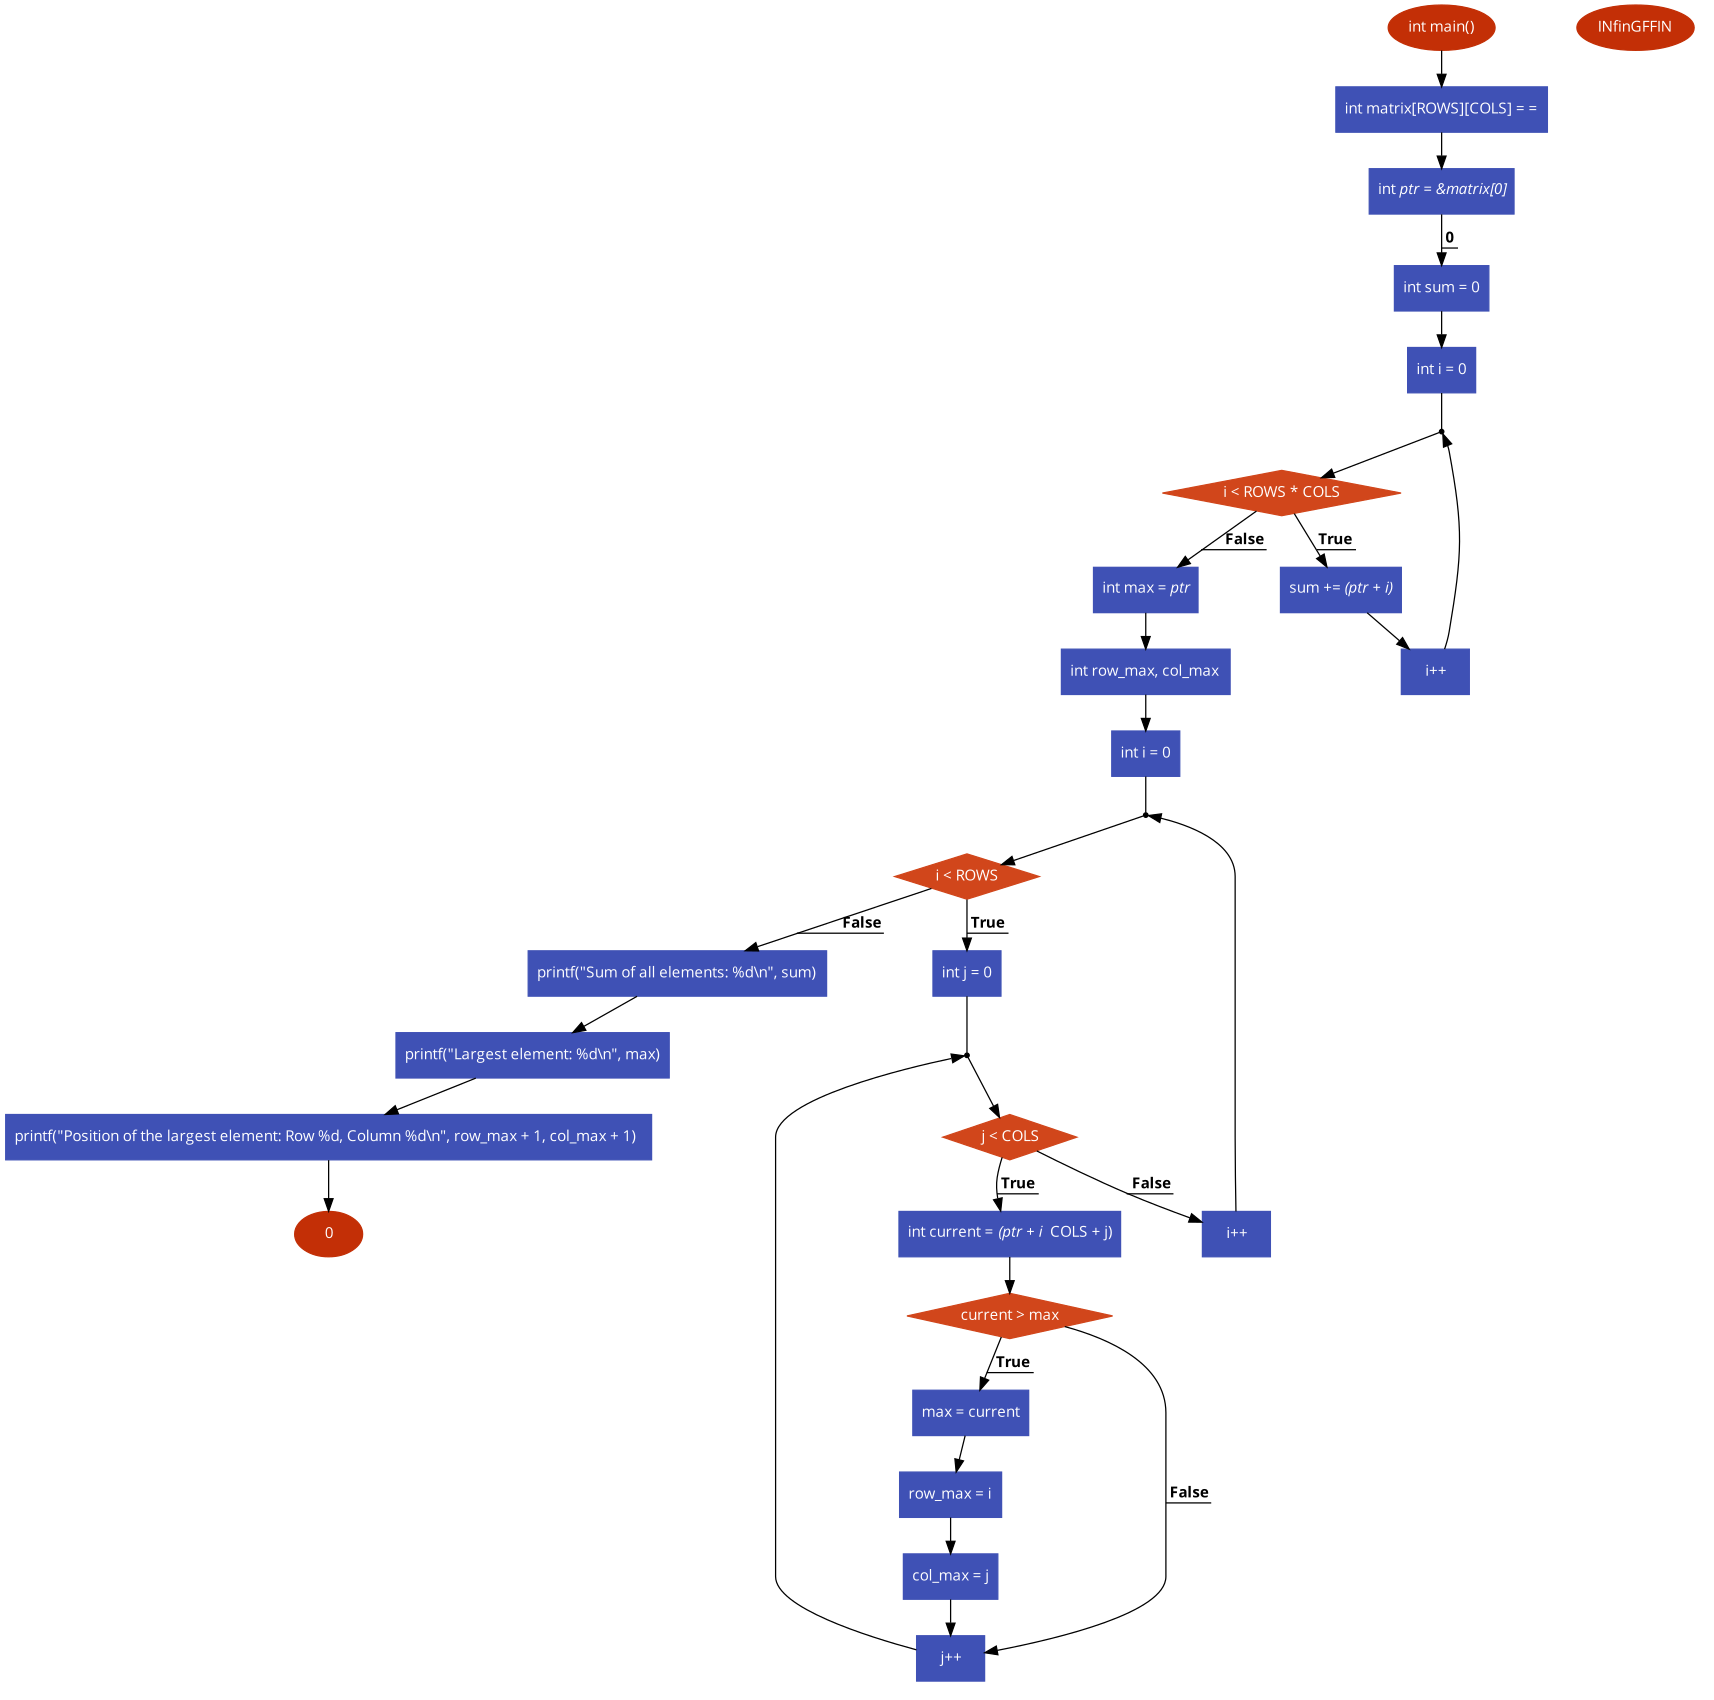 int main()
INfinGFFIN
int matrix[ROWS][COLS] = =
int ptr = &matrix[0]
0
int sum = 0
int i = 0
i < ROWS * COLS
False
True
int max = ptr
sum += (ptr + i)
int row_max, col_max
i++
int i = 0
i < ROWS
False
True
printf("Sum of all elements: %d\n", sum)
int j = 0
printf("Largest element: %d\n", max)
printf("Position of the largest element: Row %d, Column %d\n", row_max + 1, col_max + 1)
j < COLS
True
False
0
int current = (ptr + i  COLS + j)
i++
current > max
True
max = current
row_max = i
False
col_max = j
j++